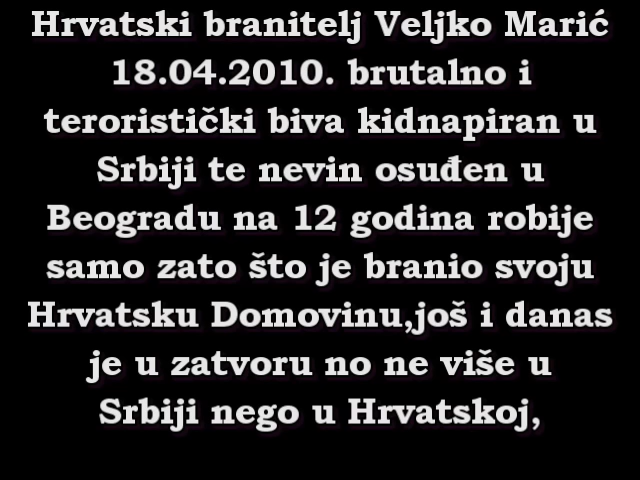 Hrvatski branitelj Veljko Marić
18.04.2010. brutalno i
teroristički biva kidnapiran u
Srbiji te nevin osuđen u
Beogradu na 12 godina robije
samo zato što je branio svoju
Hrvatsku Domovinu,još i danas
je u zatvoru no ne više u
Srbiji nego u Hrvatskoj,